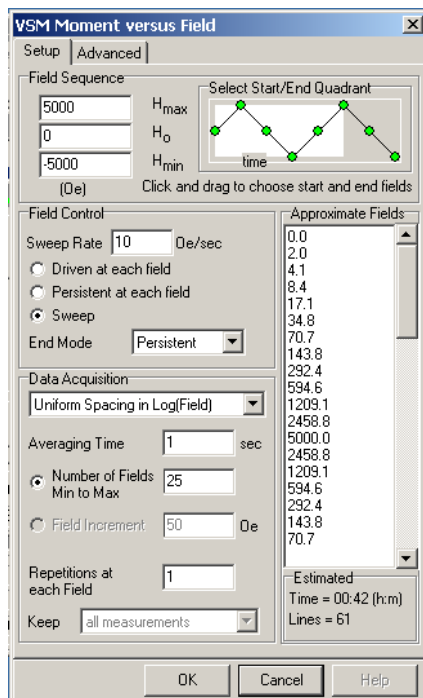 VSM Moment versus Field
Setup
Advanced
Field Sequence
5000 Hmax
0 Ho
-5000 Hmin
(Oe)
Select Start/End Quadrant
time
Click and drag to choose start and end fields
Field Control
Sweep Rate 10 Oe/sec
Driven at each field
Persistent at each field
Sweep
End Mode Persistent
Data Acquisition
Uniform Spacing in Log(Field)
Averaging Time 1 sec
Number of Fields
Min to Max
25
Field Increment 50 Oe
Repetitions at
each Field
1
Keep all measurements
Approximate Fields
0.0
2.0
4.1
8.4
17.1
34.8
70.7
143.8
292.4
594.6
1209.1
2458.8
5000.0
2458.8
1209.1
594.6
292.4
143.8
70.7
Estimated
Time = 00:42 (h:m)
Lines = 61
OK
Cancel
Help